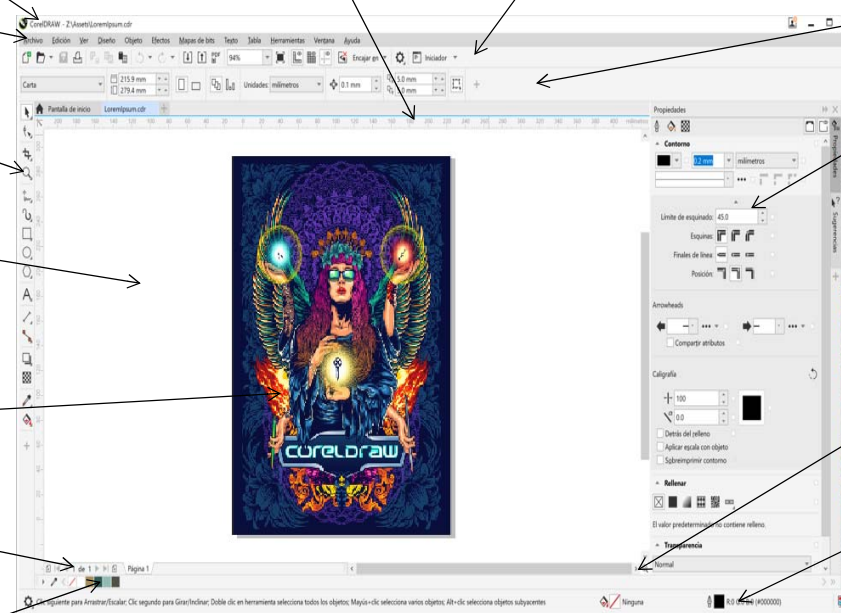 CorelDRAW - Z:\Assets\LoremIpsum.cdr
Archivo Edición Ver Diseño Objeto Efectos Mapas de bits Texto Tabla Herramientas Ventana Ayuda
PDF 94% Encajar en Iniciador
Carta 215.9 mm 279.4 mm Unidades: milímetros 0.1 mm 5.0 mm 5.0 mm
Pantalla de inicio LoremIpsum.cdr
Propiedades
Contorno
0.2 mm milímetros
Límite de esquinado: 45.0
Esquinas:
Finales de línea:
Posición:
Arrowheads
Compartir atributos
Caligrafía
100
0.0
Detrás del relleno
Aplicar escala con objeto
Sobreimprimir contorno
Rellenar
El valor predeterminado no contiene relleno.
Transparencia
Normal
Propiedades
Sugerencias
CORELDRAW
de 1 Página 1
Clic siguiente para Arrastrar/Escalar; Clic segundo para Girar/Inclinar; Doble clic en herramienta selecciona todos los objetos; Mayús+clic selecciona varios objetos; Alt+clic selecciona objetos subyacentes
Ninguna
R:0 (#000000)